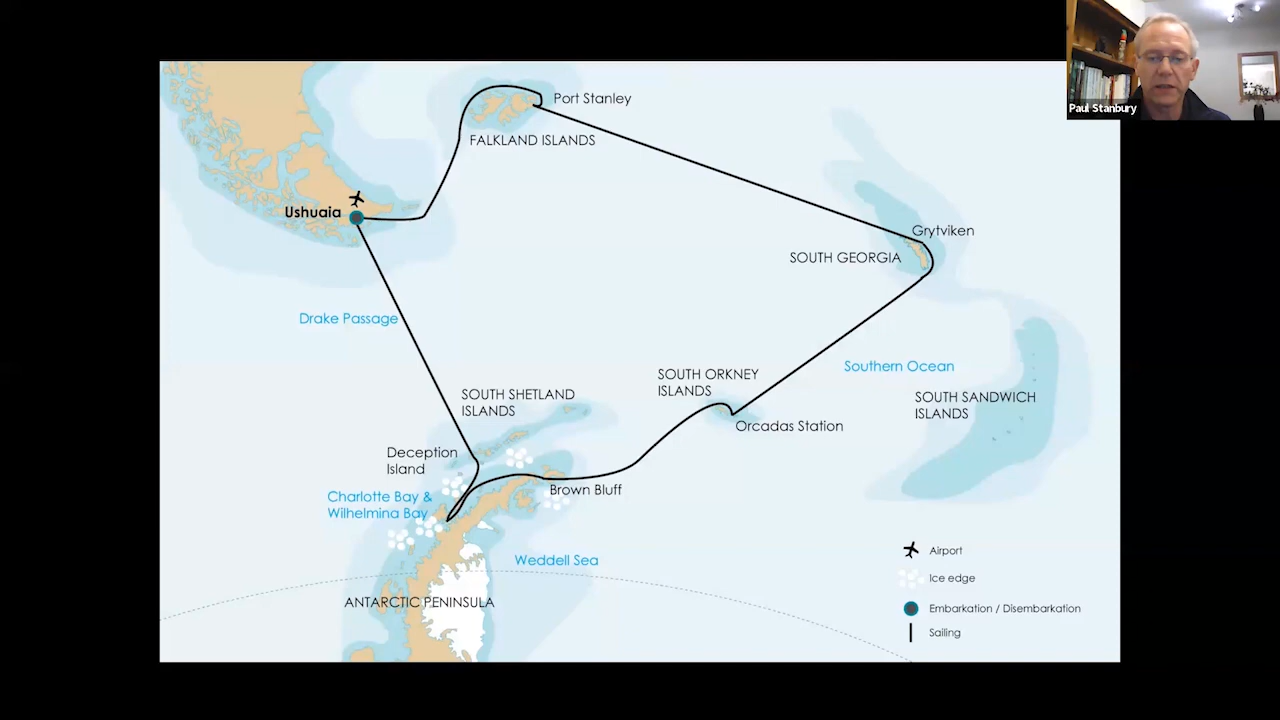 Paul Stanbury
Port Stanley
FALKLAND ISLANDS
Ushuaia
Grytviken
SOUTH GEORGIA
Drake Passage
Southern Ocean
SOUTH ORKNEY
ISLANDS
SOUTH SHETLAND
ISLANDS
SOUTH SANDWICH
ISLANDS
Orcadas Station
Deception
Island
Brown Bluff
Charlotte Bay &
Wilhelmina Bay
Weddell Sea
ANTARCTIC PENINSULA
Airport
Ice edge
Embarkation / Disembarkation
Sailing